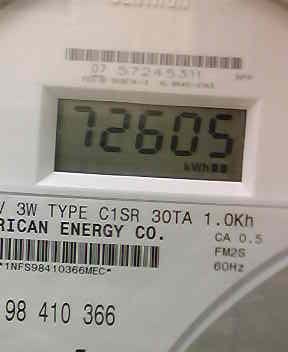 07 57245311
72605
kWh
V 3W TYPE C1SR 30TA 1.0Kh
RICAN ENERGY CO.
CA 0.5
FM2S
60Hz
*1NFS98410366MEC*
98 410 366